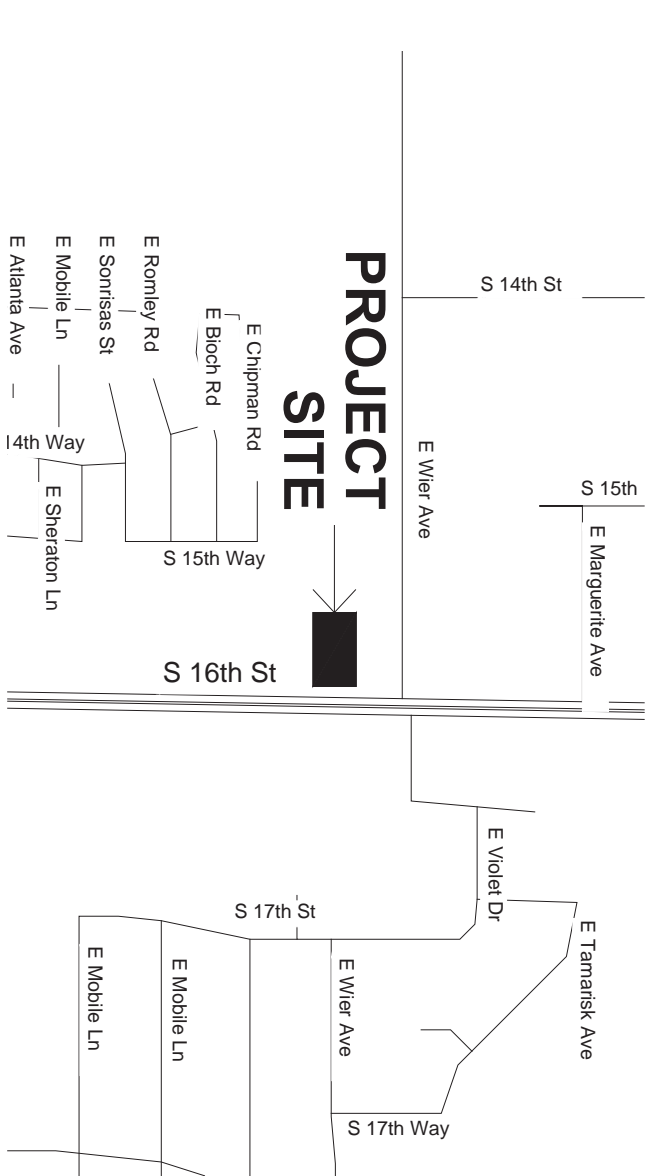 PROJECT
SITE
S 14th St
E Atlanta Ave
E Mobile Ln
E Sonrisas St
E Romley Rd
E Bioch Rd
E Chipman Rd
E Wier Ave
14th Way
E Sheraton Ln
S 15th Way
S 15th
E Marguerite Ave
S 16th St
E Violet Dr
S 17th St
E Tamarisk Ave
E Mobile Ln
E Mobile Ln
E Wier Ave
S 17th Way